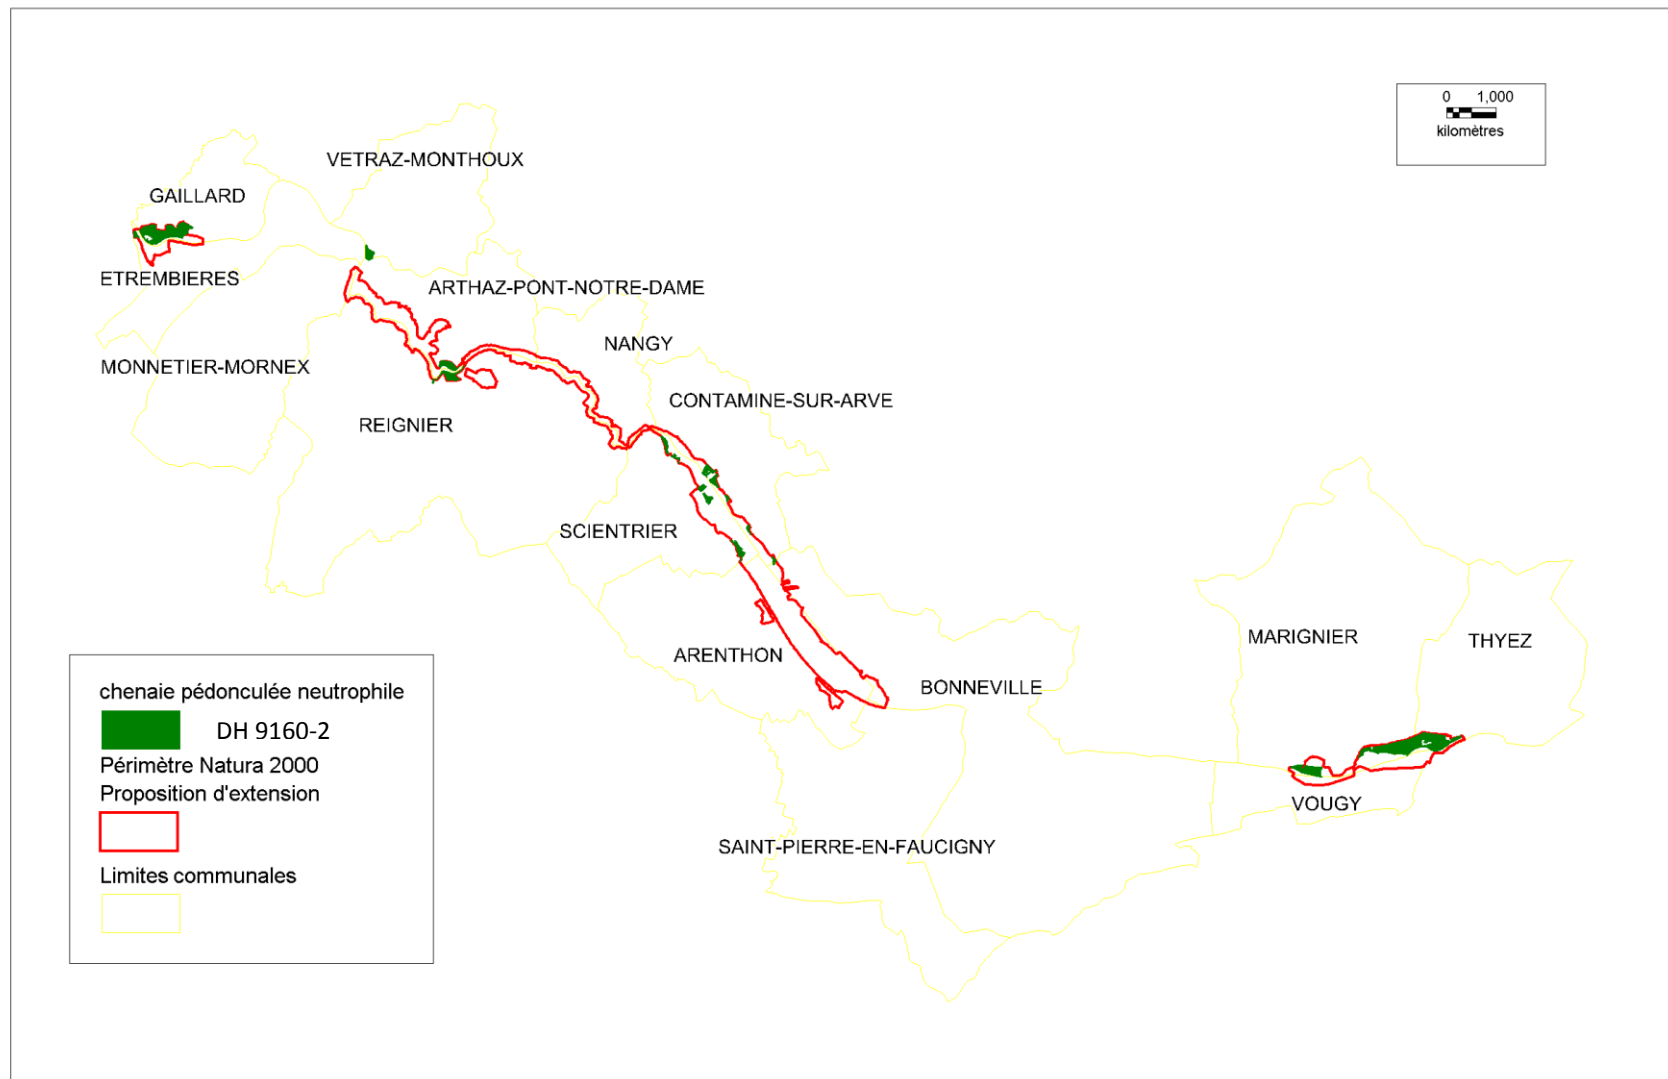 0 1,000
kilomètres
VETRAZ-MONTHOUX
GAILLARD
ETREMBIERES
ARTHAZ-PONT-NOTRE-DAME
NANGY
MONNETIER-MORNEX
CONTAMINE-SUR-ARVE
REIGNIER
SCIENTRIER
MARIGNIER
THYEZ
ARENTHON
BONNEVILLE
VOUGY
SAINT-PIERRE-EN-FAUCIGNY
chenaie pédonculée neutrophile
DH 9160-2
Périmètre Natura 2000
Proposition d'extension
Limites communales